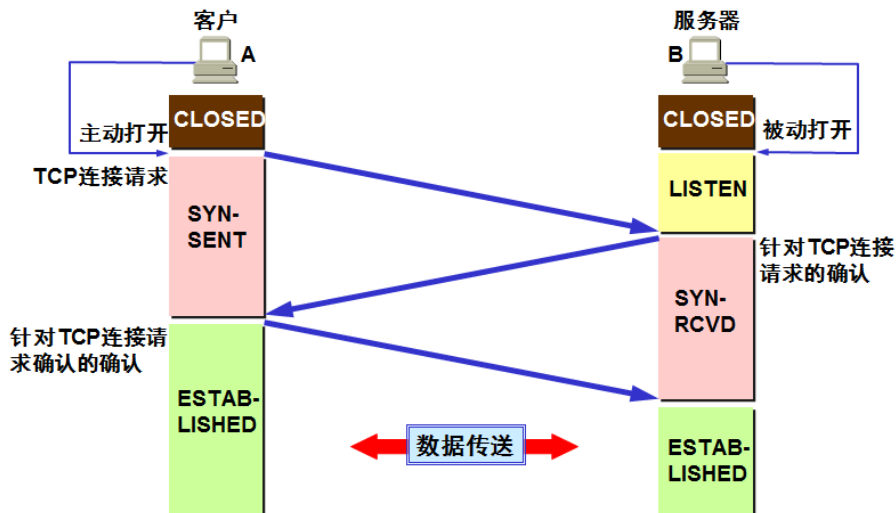 客户
服务器
A
B
CLOSED
CLOSED
主动打开
被动打开
TCP连接请求
LISTEN
SYN-
SENT
针对TCP连接
请求的确认
SYN-
RCVD
针对TCP连接请
求确认的确认
ESTAB-
LISHED
数据传送
ESTAB-
LISHED